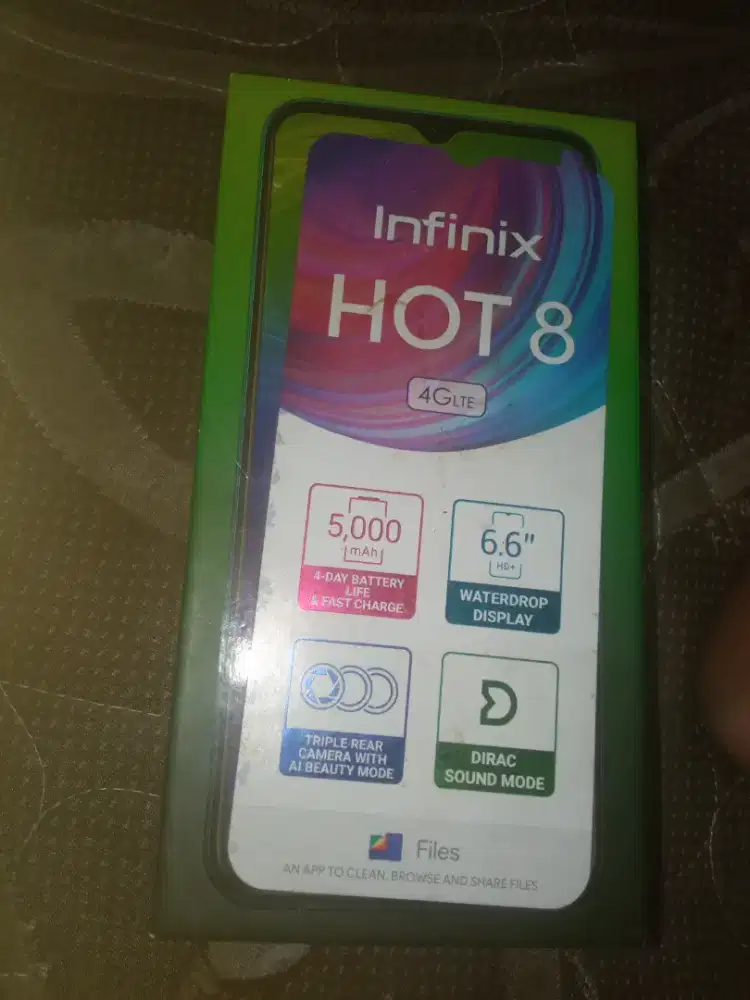 Infinix
HOT 8
4GLTE
5,000
mAh
4-DAY BATTERY
LIFE
& FAST CHARGE
6.6"
HD+
WATERDROP
DISPLAY
TRIPLE REAR
CAMERA WITH
AI BEAUTY MODE
DIRAC
SOUND MODE
Files
AN APP TO CLEAN, BROWSE AND SHARE FILES